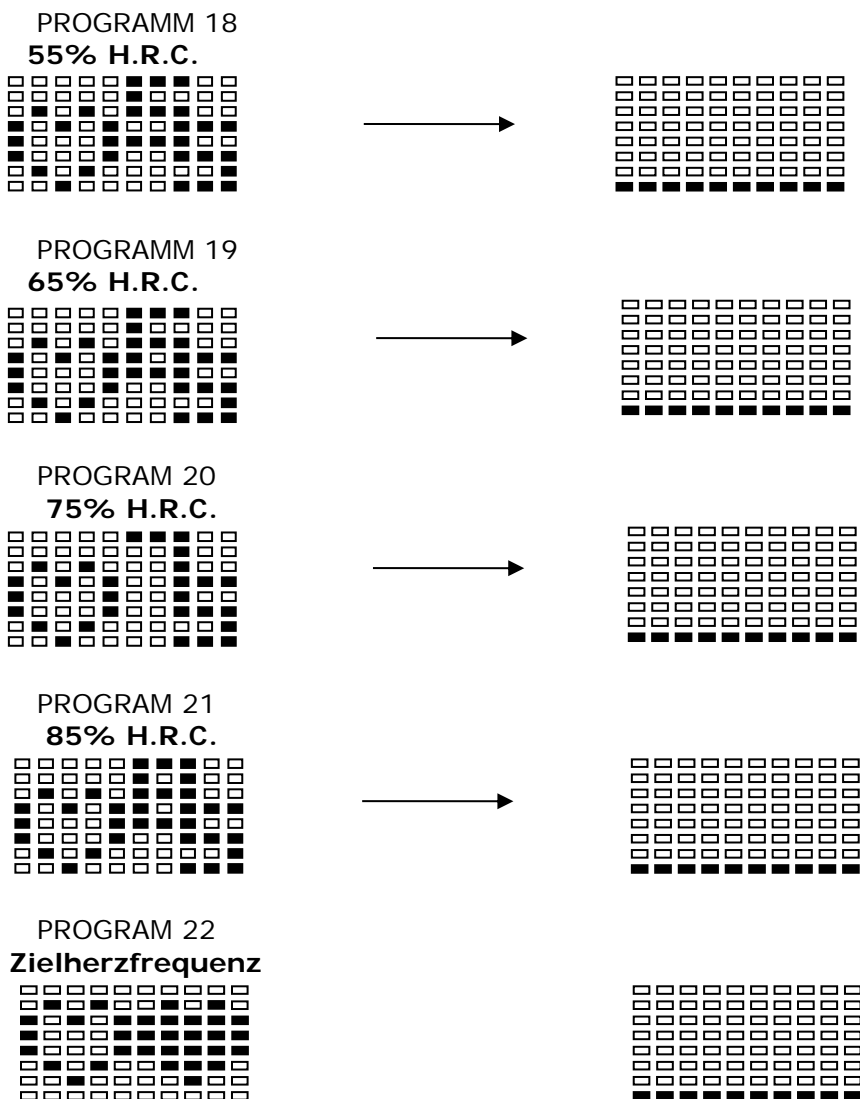 PROGRAMM 18
55% H.R.C.
PROGRAMM 19
65% H.R.C.
PROGRAM 20
75% H.R.C.
PROGRAM 21
85% H.R.C.
PROGRAM 22
Zielherzfrequenz